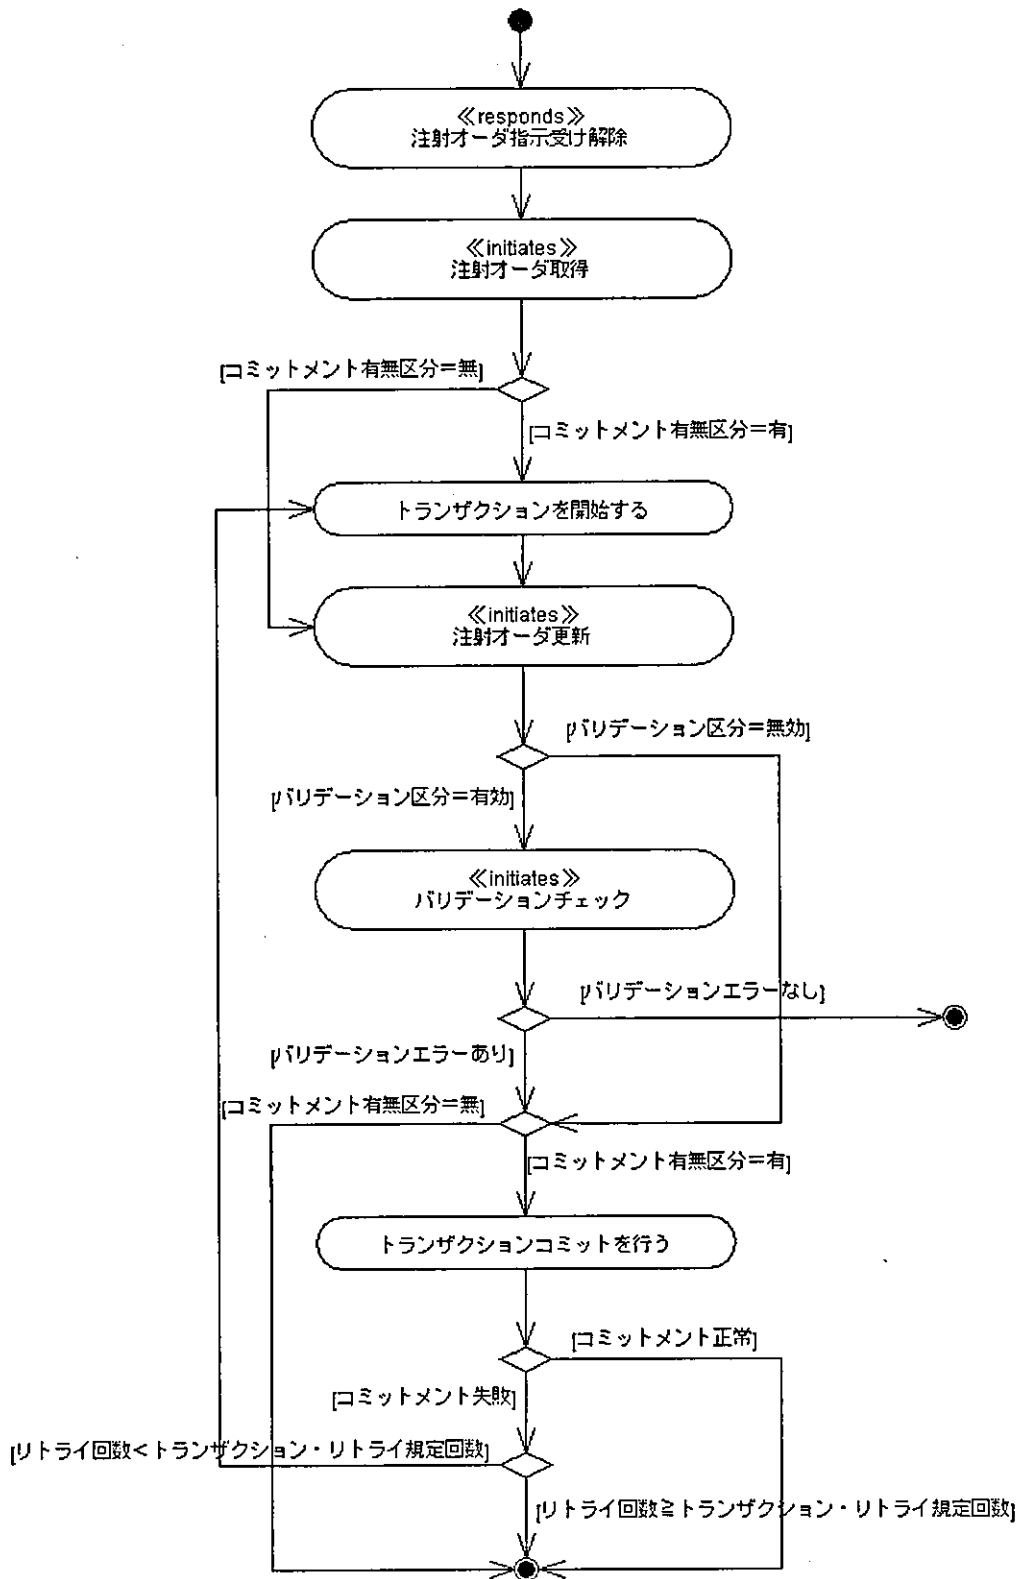 ≪responds≫
注射オーダ指示受け解除
≪initiates≫
注射オーダ取得
[コミットメント有無区分＝無]
[コミットメント有無区分＝有]
トランザクションを開始する
≪initiates≫
注射オーダ更新
[バリデーション区分＝無効]
[バリデーション区分＝有効]
≪initiates≫
バリデーションチェック
[バリデーションエラーなし]
[バリデーションエラーあり]
[コミットメント有無区分＝無]
[コミットメント有無区分＝有]
トランザクションコミットを行う
[コミットメント正常]
[コミットメント失敗]
[リトライ回数＜トランザクション・リトライ規定回数]
[リトライ回数≧トランザクション・リトライ規定回数]